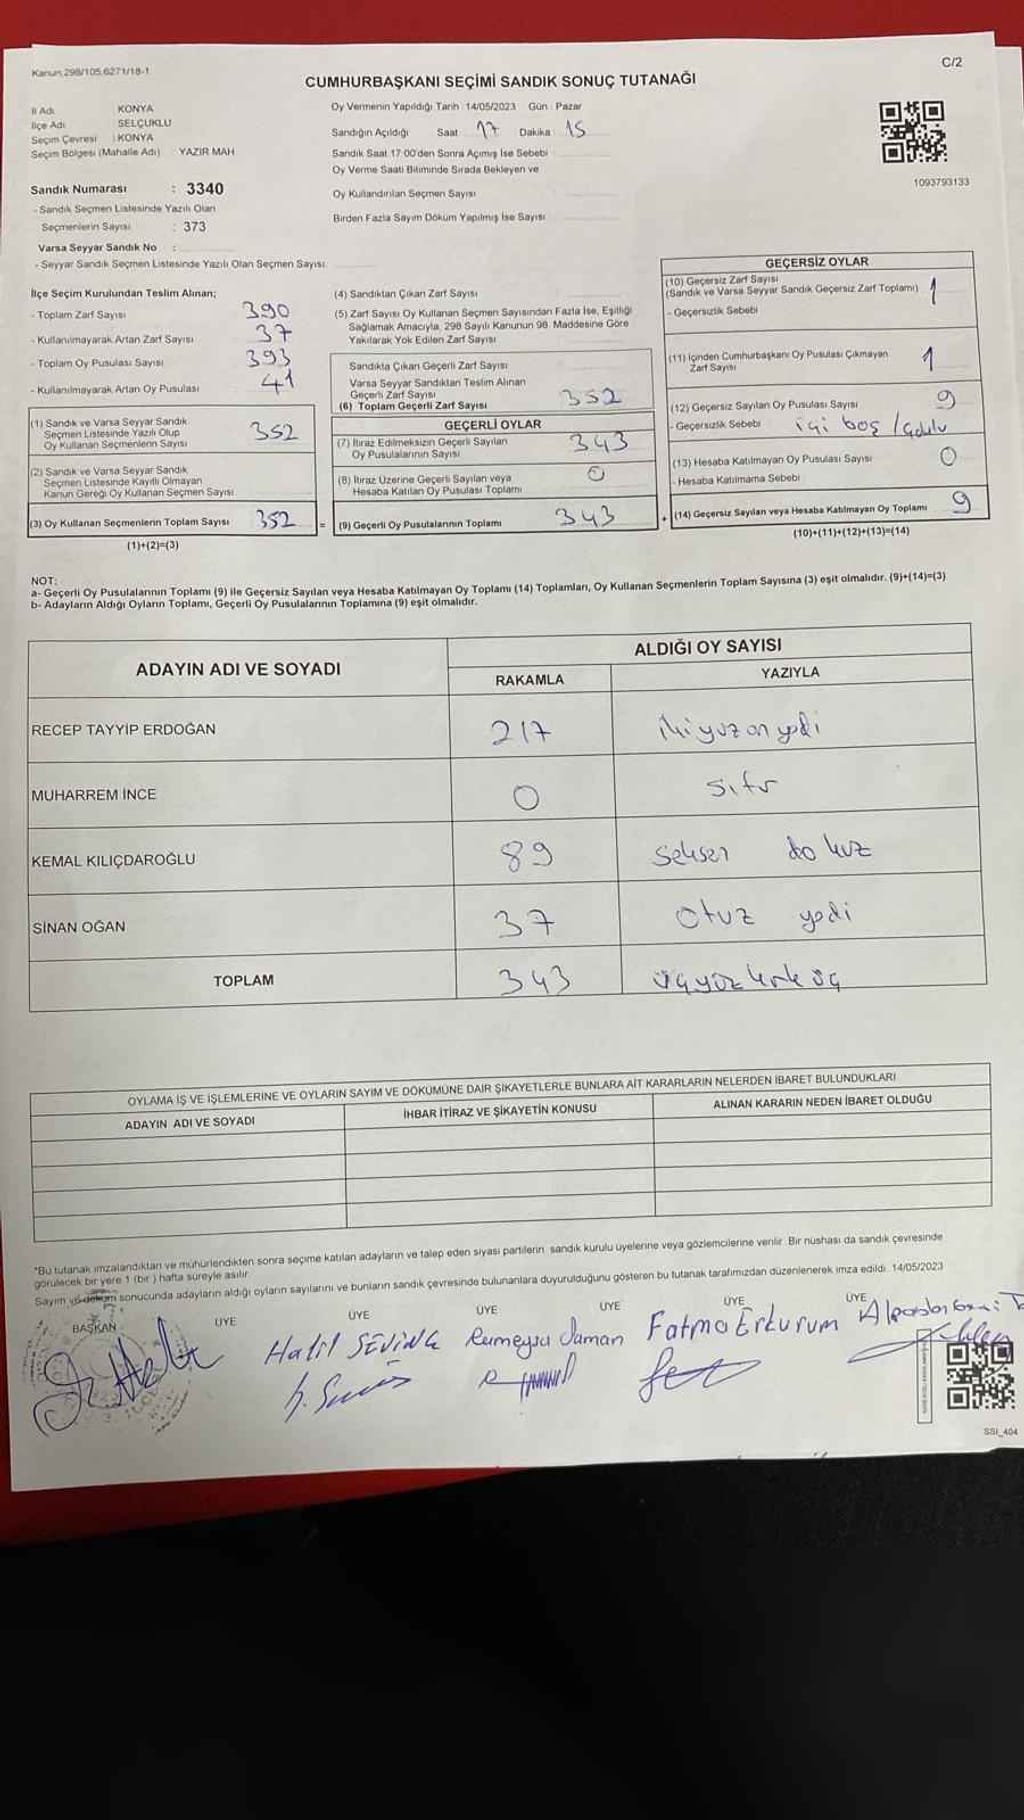 Kanun 298/105,6271/18-1
C/2
CUMHURBAŞKANI SEÇİMİ SANDIK SONUÇ TUTANAĞI
İl Adı KONYA
İlçe Adı SELÇUKLU
Seçim Çevresi : KONYA
Seçim Bölgesi (Mahalle Adı) YAZIR MAH
Sandık Numarası : 3340
- Sandık Seçmen Listesinde Yazılı Olan
Seçmenlerin Sayısı : 373
Varsa Seyyar Sandık No :
- Seyyar Sandık Seçmen Listesinde Yazılı Olan Seçmen Sayısı
Oy Vermenin Yapıldığı Tarih : 14/05/2023 Gün : Pazar
Sandığın Açıldığı Saat 17 Dakika 15
Sandık Saat 17:00'den Sonra Açımış İse Sebebi
Oy Verme Saati Bitiminde Sırada Bekleyen ve
Oy Kullandırılan Seçmen Sayısı
Birden Fazla Sayım Döküm Yapılmış İse Sayısı
1093793133
İlçe Seçim Kurulundan Teslim Alınan;
- Toplam Zarf Sayısı 390
- Kullanılmayarak Artan Zarf Sayısı 37
- Toplam Oy Pusulası Sayısı 393
- Kullanılmayarak Artan Oy Pusulası 41
(1) Sandık ve Varsa Seyyar Sandık
Seçmen Listesinde Yazılı Olup
Oy Kullanan Seçmenlerin Sayısı 352
(2) Sandık ve Varsa Seyyar Sandık
Seçmen Listesinde Kayıtlı Olmayan
Kanun Gereği Oy Kullanan Seçmen Sayısı
(3) Oy Kullanan Seçmenlerin Toplam Sayısı 352 =
(1)+(2)=(3)
(4) Sandıktan Çıkan Zarf Sayısı
(5) Zarf Sayısı Oy Kullanan Seçmen Sayısından Fazla İse, Eşitliği
Sağlamak Amacıyla, 298 Sayılı Kanunun 98. Maddesine Göre
Yakılarak Yok Edilen Zarf Sayısı
Sandıkta Çıkan Geçerli Zarf Sayısı
Varsa Seyyar Sandıktan Teslim Alınan
Geçerli Zarf Sayısı
(6) Toplam Geçerli Zarf Sayısı 352
GEÇERLİ OYLAR
(7) İtiraz Edilmeksizin Geçerli Sayılan
Oy Pusulalarının Sayısı 343
(8) İtiraz Üzerine Geçerli Sayılan veya
Hesaba Katılan Oy Pusulası Toplamı 0
(9) Geçerli Oy Pusulalarının Toplamı 343 +
GEÇERSİZ OYLAR
(10) Geçersiz Zarf Sayısı
(Sandık ve Varsa Seyyar Sandık Geçersiz Zarf Toplamı) 1
- Geçersizlik Sebebi
(11) İçinden Cumhurbaşkanı Oy Pusulası Çıkmayan
Zarf Sayısı 1
(12) Geçersiz Sayılan Oy Pusulası Sayısı 9
- Geçersizlik Sebebi içi boş /
(13) Hesaba Katılmayan Oy Pusulası Sayısı 0
- Hesaba Katılmama Sebebi
(14) Geçersiz Sayılan veya Hesaba Katılmayan Oy Toplamı 9
(10)+(11)+(12)+(13)=(14)
NOT:
a- Geçerli Oy Pusulalarının Toplamı (9) ile Geçersiz Sayılan veya Hesaba Katılmayan Oy Toplamı (14) Toplamları, Oy Kullanan Seçmenlerin Toplam Sayısına (3) eşit olmalıdır. (9)+(14)=(3)
b- Adayların Aldığı Oyların Toplamı, Geçerli Oy Pusulalarının Toplamına (9) eşit olmalıdır.
ADAYIN ADI VE SOYADI
ALDIĞI OY SAYISI
RAKAMLA YAZIYLA
RECEP TAYYİP ERDOĞAN 217 ikiyüz on yedi
MUHARREM İNCE 0 sıfır
KEMAL KILIÇDAROĞLU 89 seksen dokuz
SİNAN OĞAN 37 otuz yedi
TOPLAM 343 üçyüz kırk üç
OYLAMA İŞ VE İŞLEMLERİNE VE OYLARIN SAYIM VE DÖKÜMÜNE DAİR ŞİKAYETLERLE BUNLARA AİT KARARLARIN NELERDEN İBARET BULUNDUKLARI
ADAYIN ADI VE SOYADI İHBAR İTİRAZ VE ŞİKAYETİN KONUSU ALINAN KARARIN NEDEN İBARET OLDUĞU
*Bu tutanak imzalandıktan ve mühürlendikten sonra seçime katılan adayların ve talep eden siyasi partilerin sandık kurulu üyelerine veya gözlemcilerine verilir. Bir nüshası da sandık çevresinde
görülecek bir yere 1 (bir) hafta süreyle asılır.
Sayım ve döküm sonucunda adayların aldığı oyların sayılarını ve bunların sandık çevresinde bulunanlara duyurulduğunu gösteren bu tutanak tarafımızdan düzenlenerek imza edildi. 14/05/2023
BAŞKAN ÜYE ÜYE ÜYE ÜYE ÜYE ÜYE
Halil SEVİNÇ Rumeysa Jaman Fatma Erkurum
SSI_404